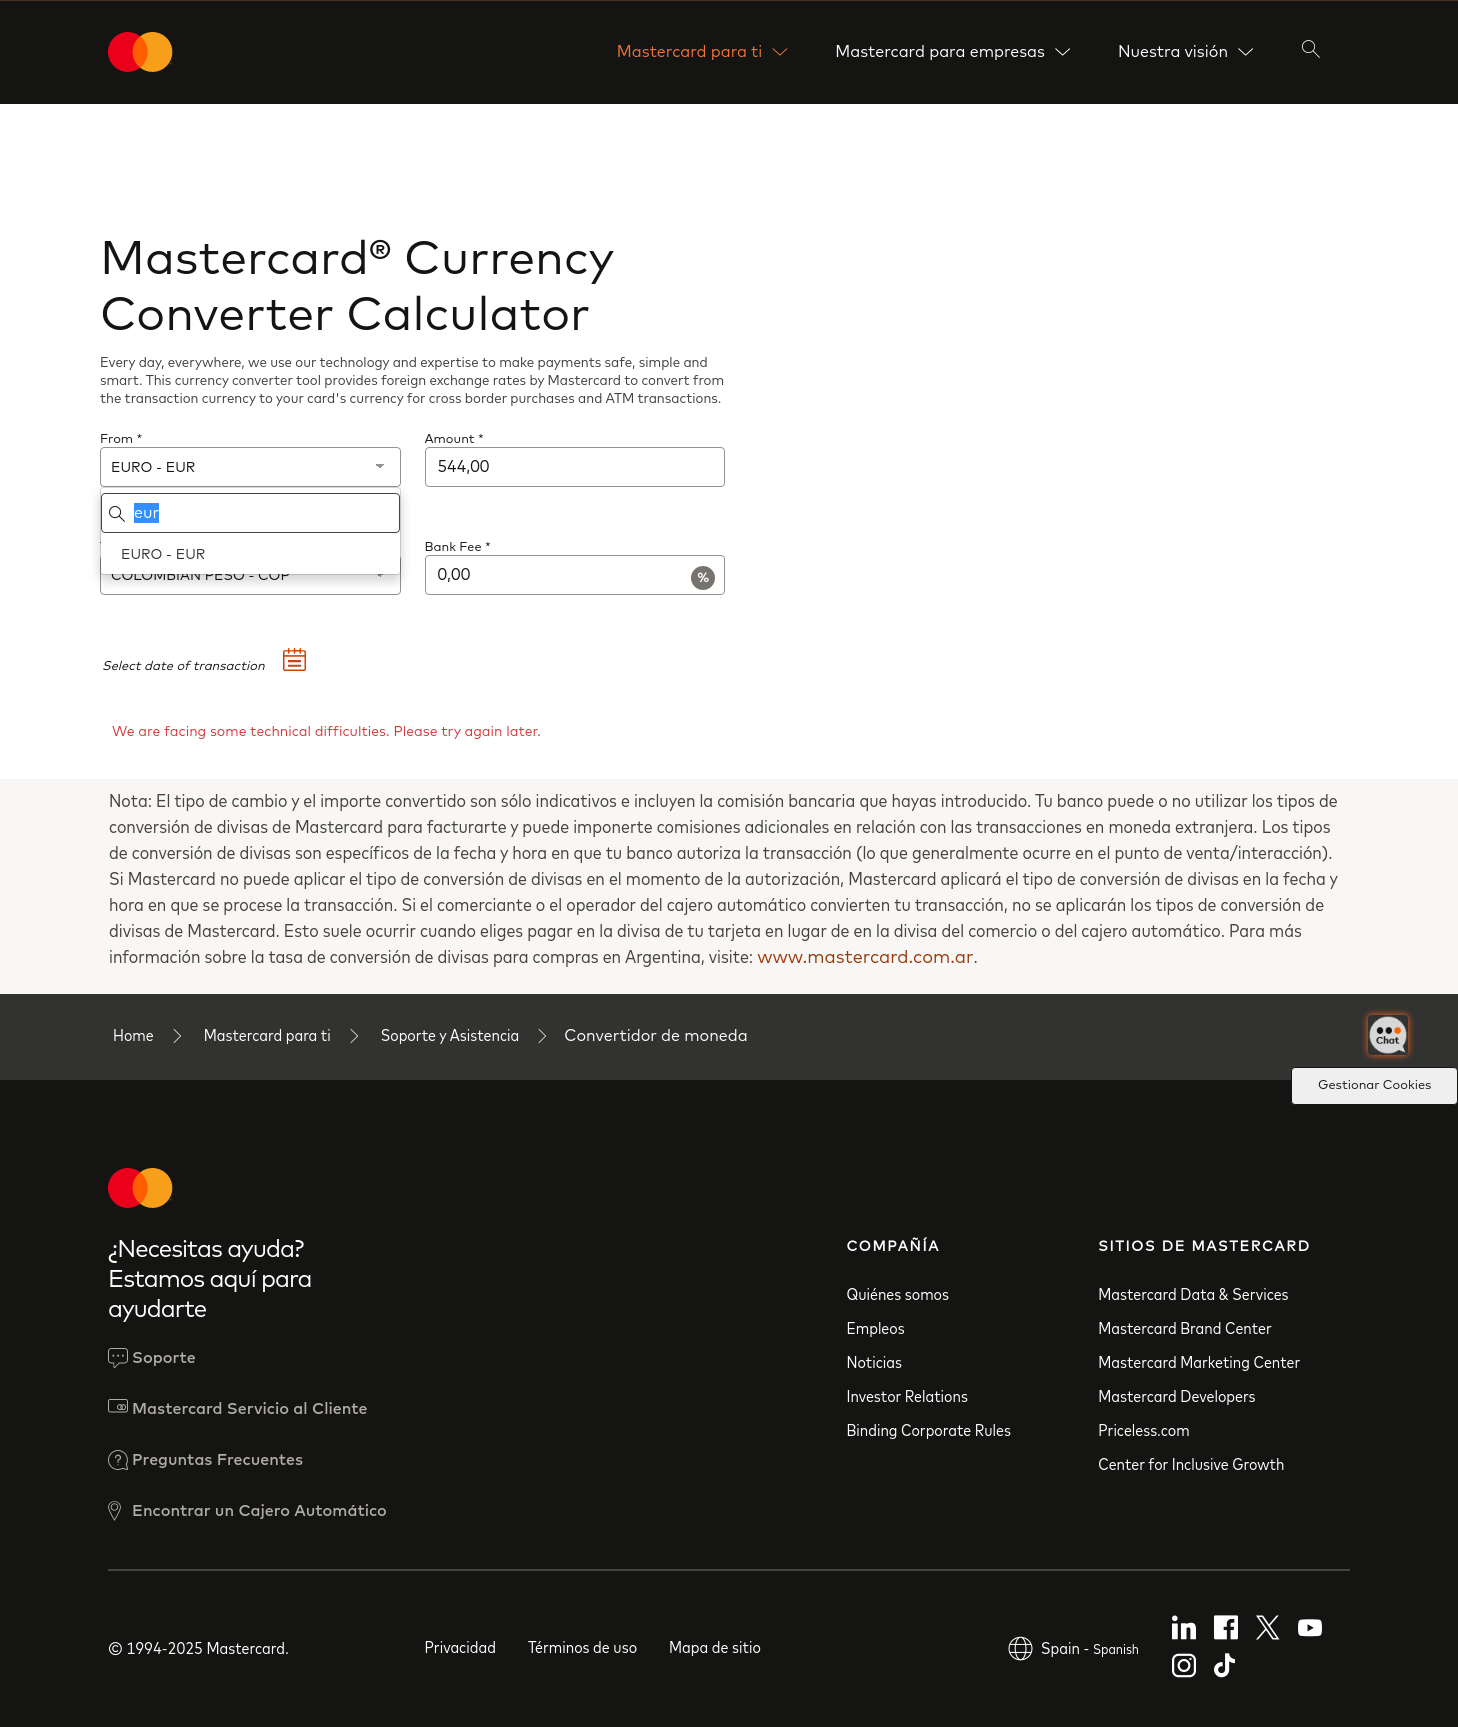 Mastercard para ti
Mastercard para empresas
Nuestra visión
Mastercard® Currency
Converter Calculator
Every day, everywhere, we use our technology and expertise to make payments safe, simple and
smart. This currency converter tool provides foreign exchange rates by Mastercard to convert from
the transaction currency to your card's currency for cross border purchases and ATM transactions.
From *
Amount *
EURO - EUR
544,00
eur
EURO - EUR
Bank Fee *
COLOMBIAN PESO - COP
0,00
%
Select date of transaction
We are facing some technical difficulties. Please try again later.
Nota: El tipo de cambio y el importe convertido son sólo indicativos e incluyen la comisión bancaria que hayas introducido. Tu banco puede o no utilizar los tipos de
conversión de divisas de Mastercard para facturarte y puede imponerte comisiones adicionales en relación con las transacciones en moneda extranjera. Los tipos
de conversión de divisas son específicos de la fecha y hora en que tu banco autoriza la transacción (lo que generalmente ocurre en el punto de venta/interacción).
Si Mastercard no puede aplicar el tipo de conversión de divisas en el momento de la autorización, Mastercard aplicará el tipo de conversión de divisas en la fecha y
hora en que se procese la transacción. Si el comerciante o el operador del cajero automático convierten tu transacción, no se aplicarán los tipos de conversión de
divisas de Mastercard. Esto suele ocurrir cuando eliges pagar en la divisa de tu tarjeta en lugar de en la divisa del comercio o del cajero automático. Para más
información sobre la tasa de conversión de divisas para compras en Argentina, visite: www.mastercard.com.ar.
Home
Mastercard para ti
Soporte y Asistencia
Convertidor de moneda
Chat
Gestionar Cookies
¿Necesitas ayuda?
Estamos aquí para
ayudarte
Soporte
Mastercard Servicio al Cliente
Preguntas Frecuentes
Encontrar un Cajero Automático
COMPAÑÍA
Quiénes somos
Empleos
Noticias
Investor Relations
Binding Corporate Rules
SITIOS DE MASTERCARD
Mastercard Data & Services
Mastercard Brand Center
Mastercard Marketing Center
Mastercard Developers
Priceless.com
Center for Inclusive Growth
© 1994-2025 Mastercard.
Privacidad
Términos de uso
Mapa de sitio
Spain - Spanish